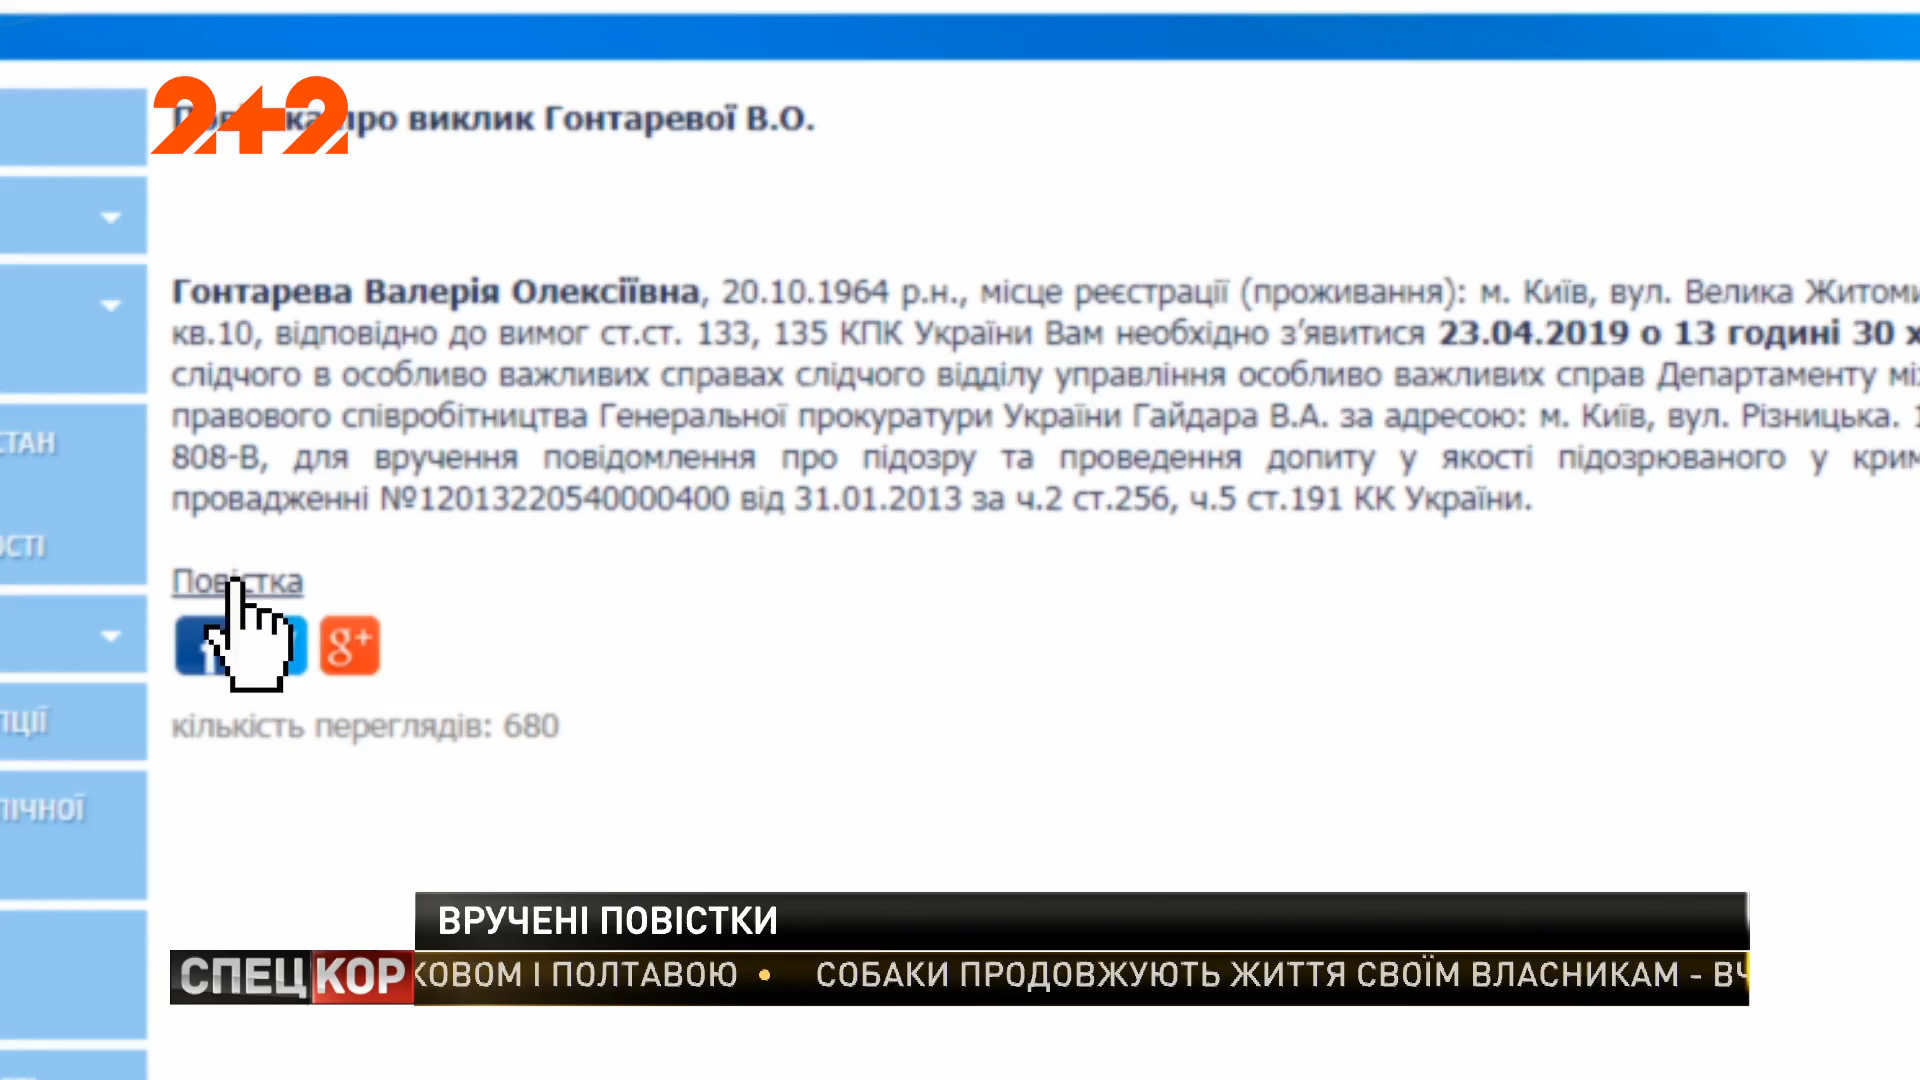 2+2
про виклик Гонтаревої В.О.
Гонтарева Валерія Олексіївна, 20.10.1964 р.н., місце реєстрації (проживання): м. Київ, вул. Велика
кв.10, відповідно до вимог ст.ст. 133, 135 КПК України Вам необхідно з’явитися 23.04.2019 о 13 годині 30
слідчого в особливо важливих справах слідчого відділу управління особливо важливих справ Департаменту
правового співробітництва Генеральної прокуратури України Гайдара В.А. за адресою: м. Київ, вул. Різницька.
808-В, для вручення повідомлення про підозру та проведення допиту у якості підозрюваного у
провадженні №12013220540000400 від 31.01.2013 за ч.2 ст.256, ч.5 ст.191 КК України.
Повістка
g+
кількість переглядів: 680
ВРУЧЕНІ ПОВІСТКИ
СПЕЦКОР
І ПОЛТАВОЮ • СОБАКИ ПРОДОВЖУЮТЬ ЖИТТЯ СВОЇМ ВЛАСНИКАМ -